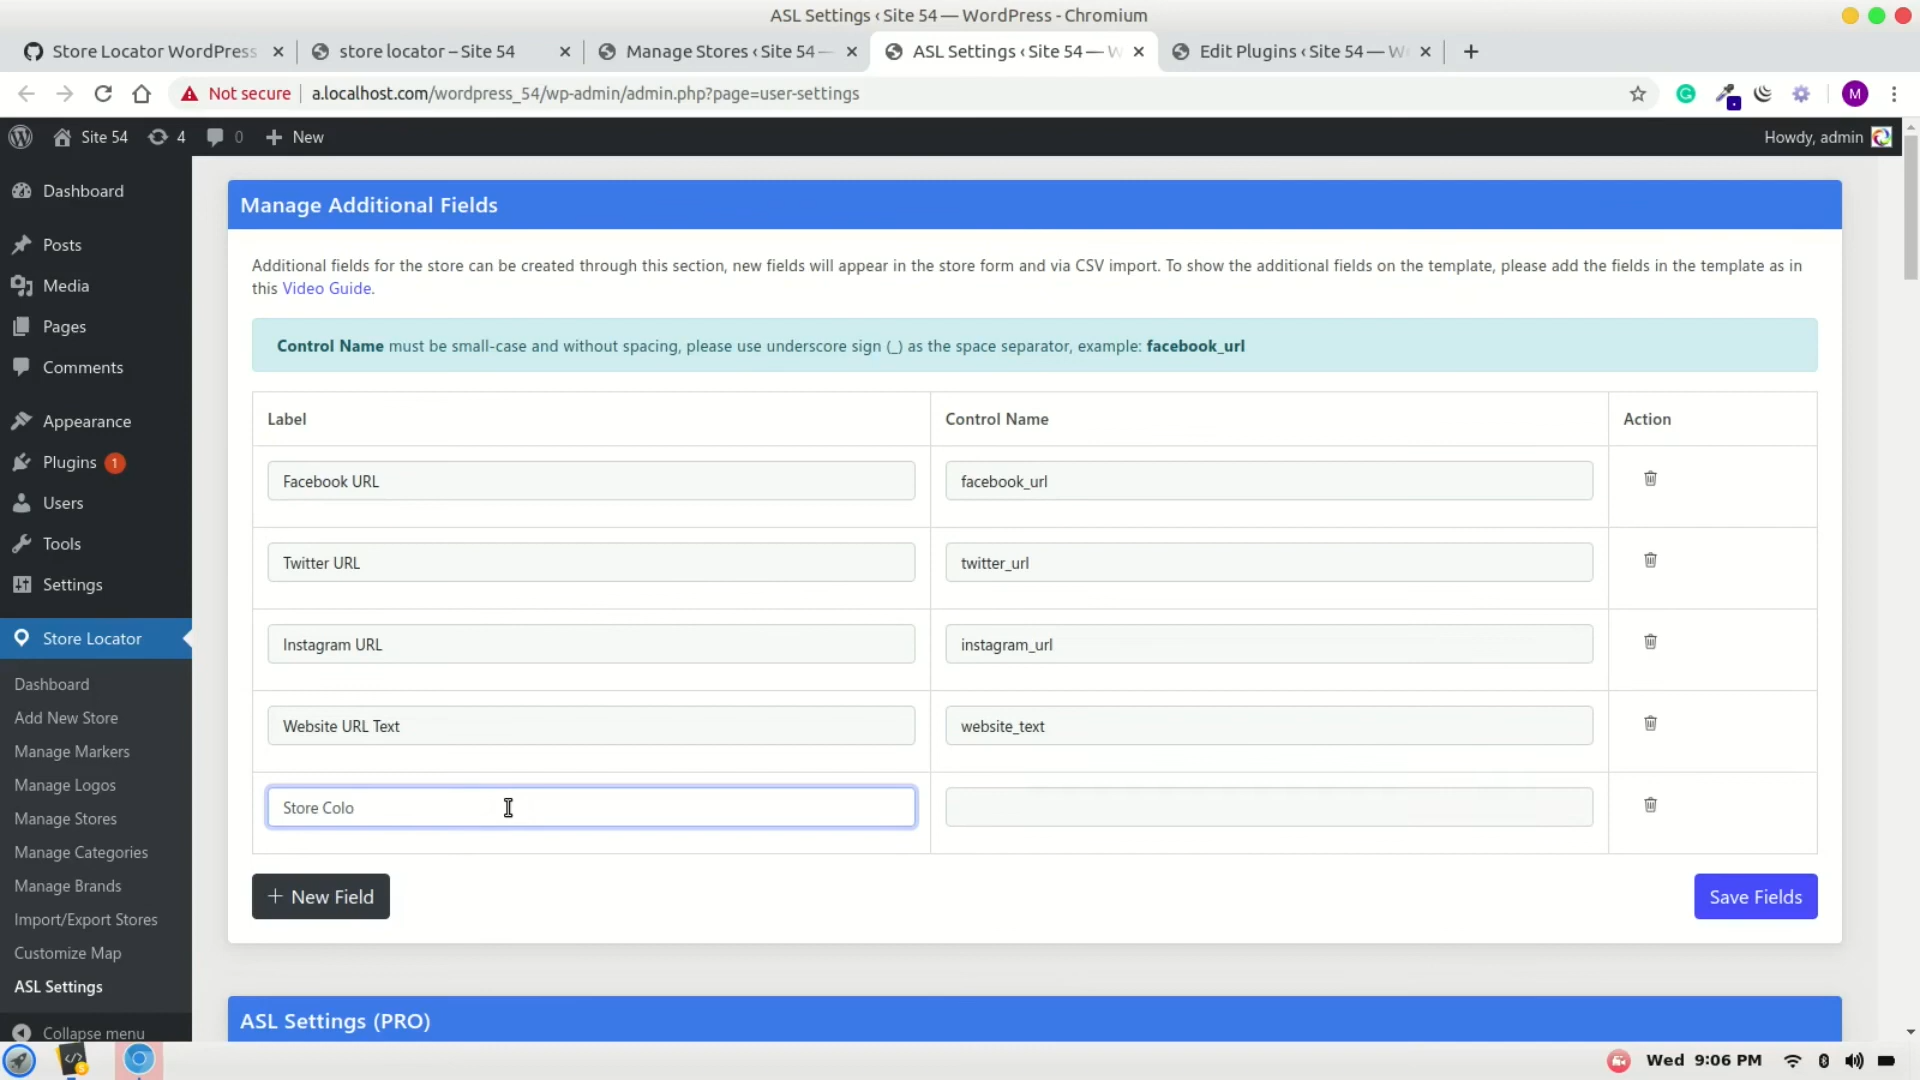 ASL Settings ‹ Site 54 — WordPress - Chromium
Store Locator WordPress
store locator – Site 54
Manage Stores ‹ Site 54 —
ASL Settings ‹ Site 54 — W
Edit Plugins ‹ Site 54 — W
Not secure
a.localhost.com/wordpress_54/wp-admin/admin.php?page=user-settings
M
Site 54
4
0
New
Howdy, admin
Dashboard
Posts
Media
Pages
Comments
Appearance
Plugins 1
Users
Tools
Settings
Store Locator
Dashboard
Add New Store
Manage Markers
Manage Logos
Manage Stores
Manage Categories
Manage Brands
Import/Export Stores
Customize Map
ASL Settings
Collapse menu
Manage Additional Fields
Additional fields for the store can be created through this section, new fields will appear in the store form and via CSV import. To show the additional fields on the template, please add the fields in the template as in
this Video Guide.
Control Name must be small-case and without spacing, please use underscore sign (_) as the space separator, example: facebook_url
Label
Control Name
Action
Facebook URL
facebook_url
Twitter URL
twitter_url
Instagram URL
instagram_url
Website URL Text
website_text
Store Colo
+ New Field
Save Fields
ASL Settings (PRO)
Wed 9:06 PM